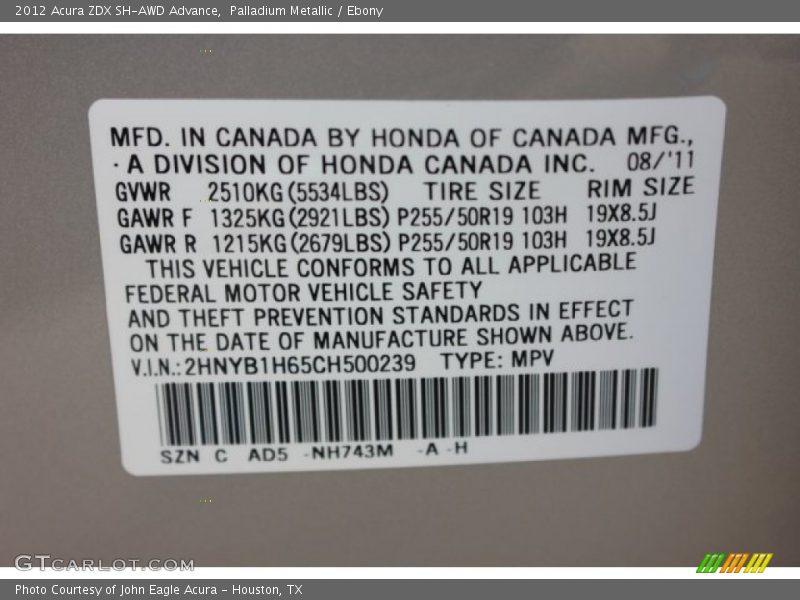 2012 Acura ZDX SH-AWD Advance, Palladium Metallic / Ebony
MFD. IN CANADA BY HONDA OF CANADA MFG.,
A DIVISION OF HONDA CANADA INC. 08/'11
GVWR 2510KG(5534LBS) TIRE SIZE RIM SIZE
GAWR F 1325KG(2921LBS) P255/50R19 103H 19X8.5J
GAWR R 1215KG(2679LBS) P255/50R19 103H 19X8.5J
THIS VEHICLE CONFORMS TO ALL APPLICABLE
FEDERAL MOTOR VEHICLE SAFETY
AND THEFT PREVENTION STANDARDS IN EFFECT
ON THE DATE OF MANUFACTURE SHOWN ABOVE.
V.I.N.:2HNYB1H65CH500239 TYPE: MPV
SZN C AD5 -NH743M -A -H
GTCARLOT.COM
Photo Courtesy of John Eagle Acura - Houston, TX